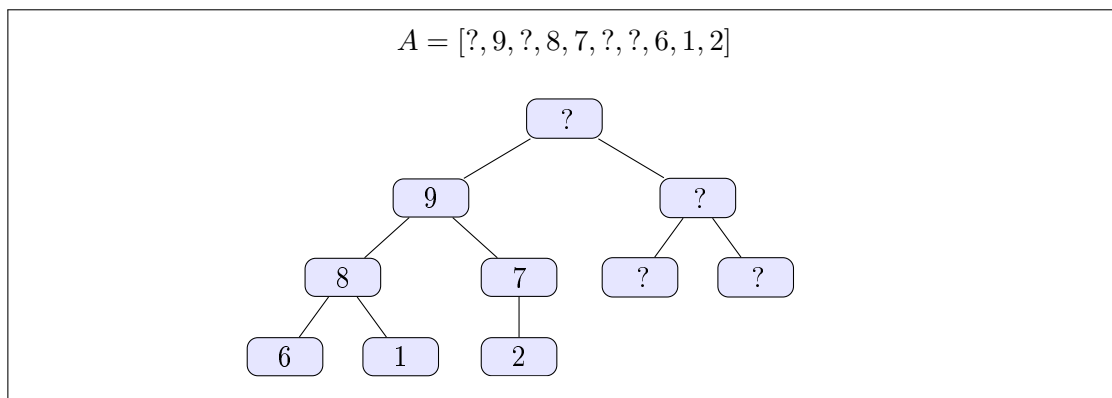 A = [?, 9, ?, 8, 7, ?, ?, 6, 1, 2]
?
9 ?
8 7 ? ?
6 1 2